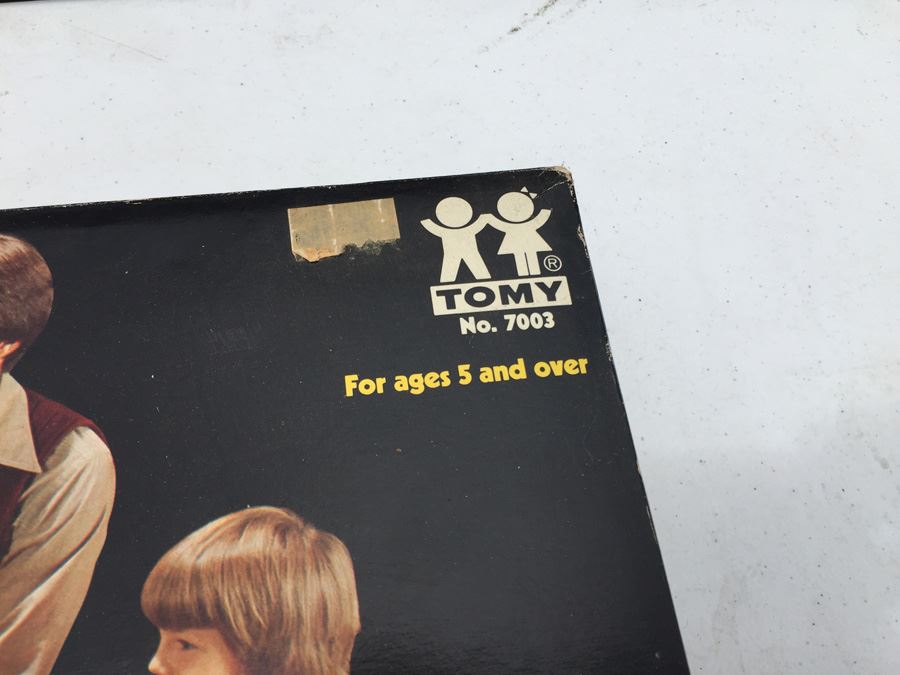 ®
TOMY
No. 7003
For ages 5 and over